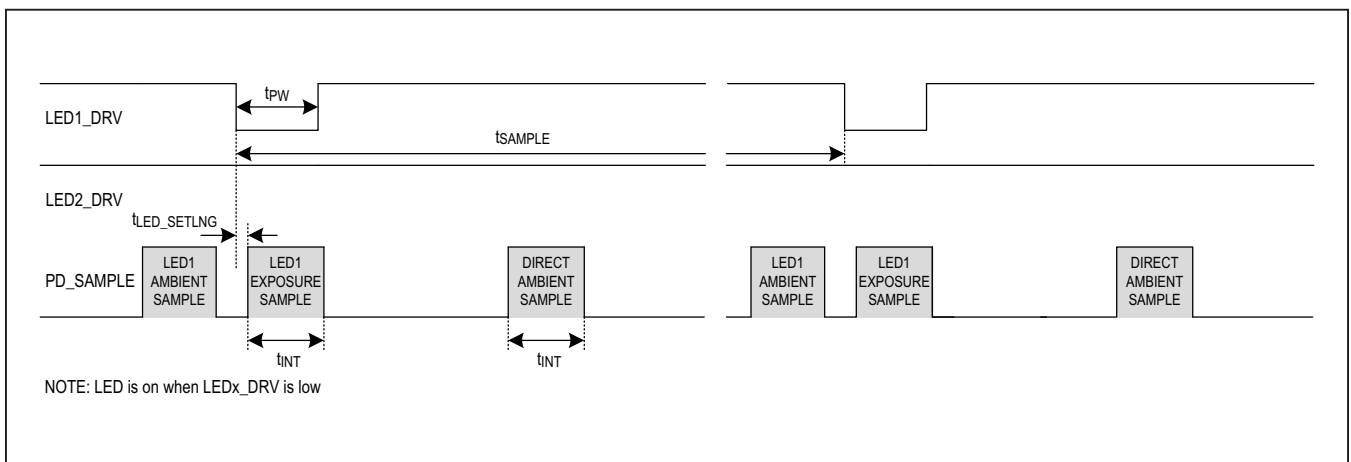 LED1_DRV
tPW
tSAMPLE
LED2_DRV
tLED_SETLNG
PD_SAMPLE
LED1
AMBIENT
SAMPLE
LED1
EXPOSURE
SAMPLE
DIRECT
AMBIENT
SAMPLE
LED1
AMBIENT
SAMPLE
LED1
EXPOSURE
SAMPLE
DIRECT
AMBIENT
SAMPLE
tINT
tINT
NOTE: LED is on when LEDx_DRV is low